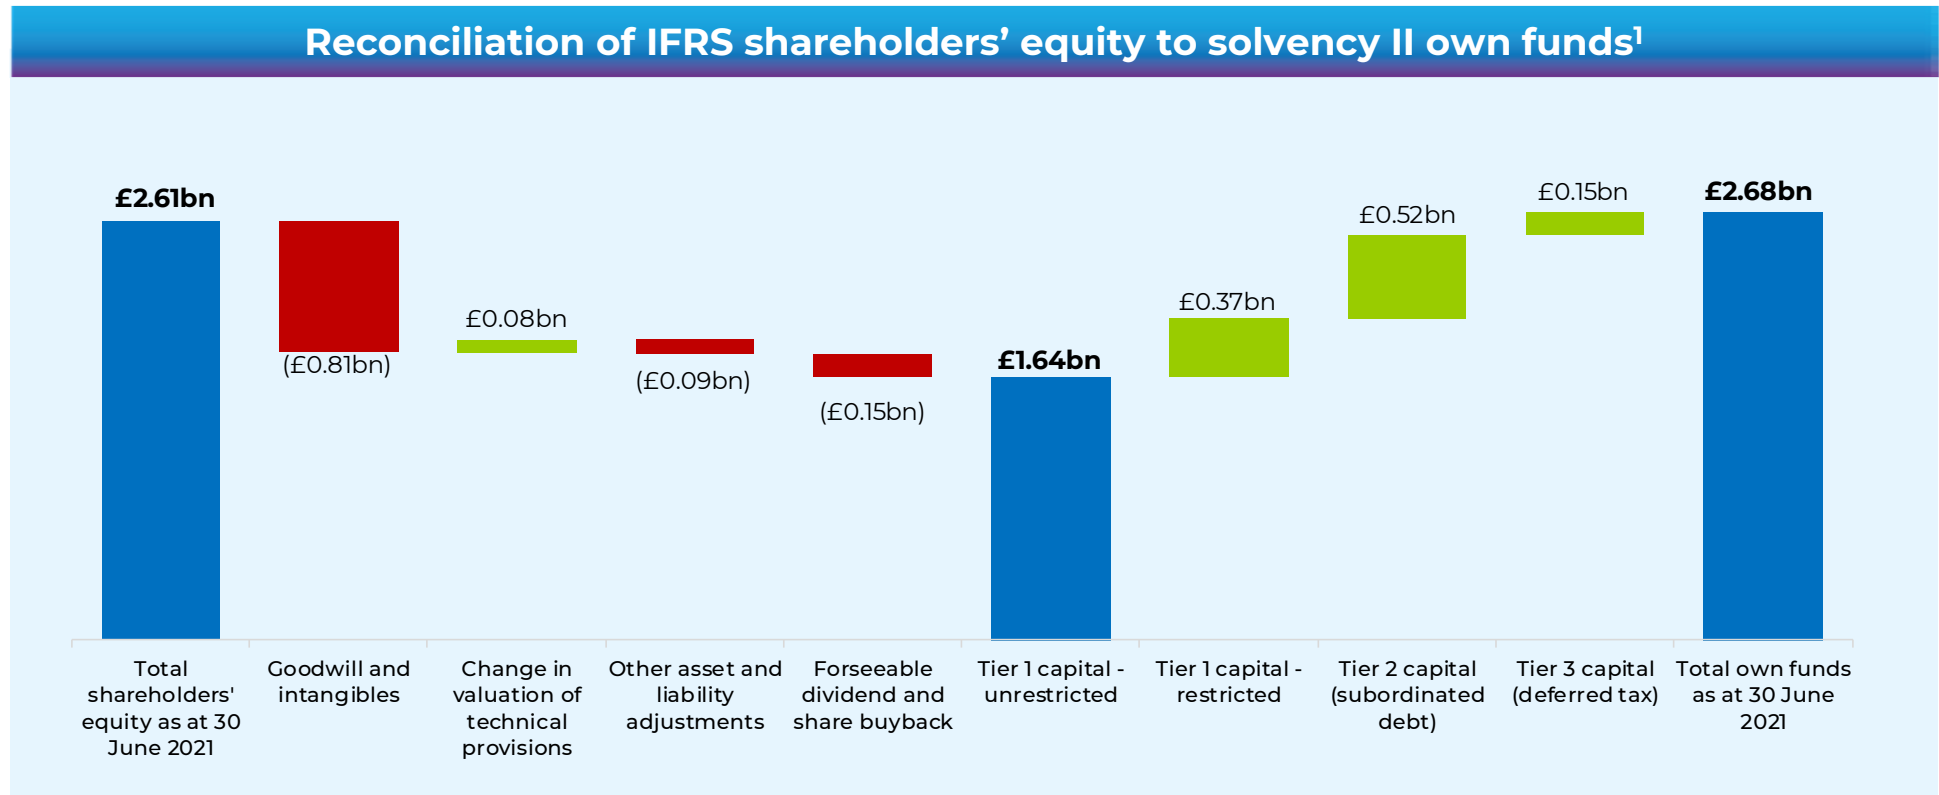 Reconciliation of IFRS shareholders’ equity to solvency II own funds¹
£2.61bn
(£0.81bn)
£0.08bn
(£0.09bn)
(£0.15bn)
£1.64bn
£0.37bn
£0.52bn
£0.15bn
£2.68bn
Total
shareholders'
equity as at 30
June 2021
Goodwill and
intangibles
Change in
valuation of
technical
provisions
Other asset and
liability
adjustments
Forseeable
dividend and
share buyback
Tier 1 capital -
unrestricted
Tier 1 capital -
restricted
Tier 2 capital
(subordinated
debt)
Tier 3 capital
(deferred tax)
Total own funds
as at 30 June
2021